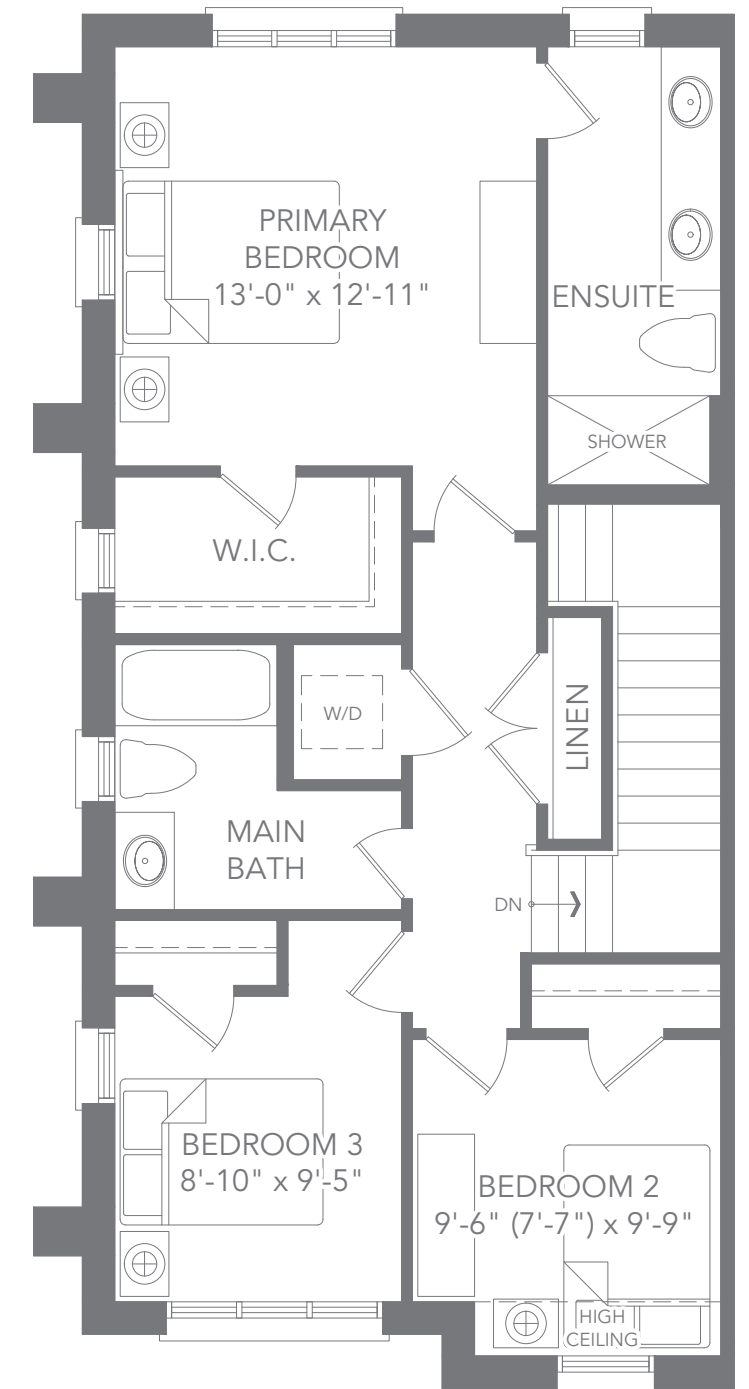 PRIMARY
BEDROOM
13'-0" x 12'-11"
ENSUITE
SHOWER
W.I.C.
W/D
LINEN
MAIN
BATH
DN
BEDROOM 3
8'-10" x 9'-5"
BEDROOM 2
9'-6" (7'-7") x 9'-9"
HIGH
CEILING